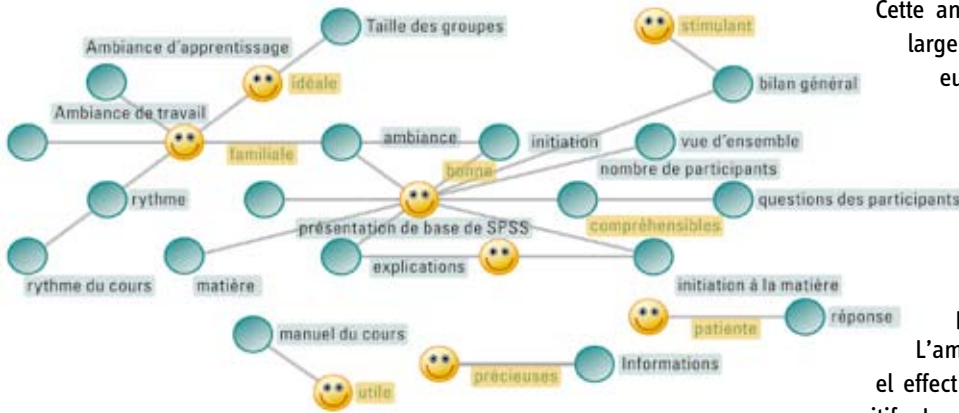 Cette an
Taille des groupes
stimulant
large
Ambiance d'apprentissage
idéale
bilan général
eu
Ambiance de travail
ambiance
initiation
vue d'ensemble
familiale
bonne
nombre de participants
rythme
questions des participants
présentation de base de SPSS
compréhensibles
explications
rythme du cours
matière
initiation à la matière
réponse
manuel du cours
patiente
L'am
Informations
précieuses
el effect
utile